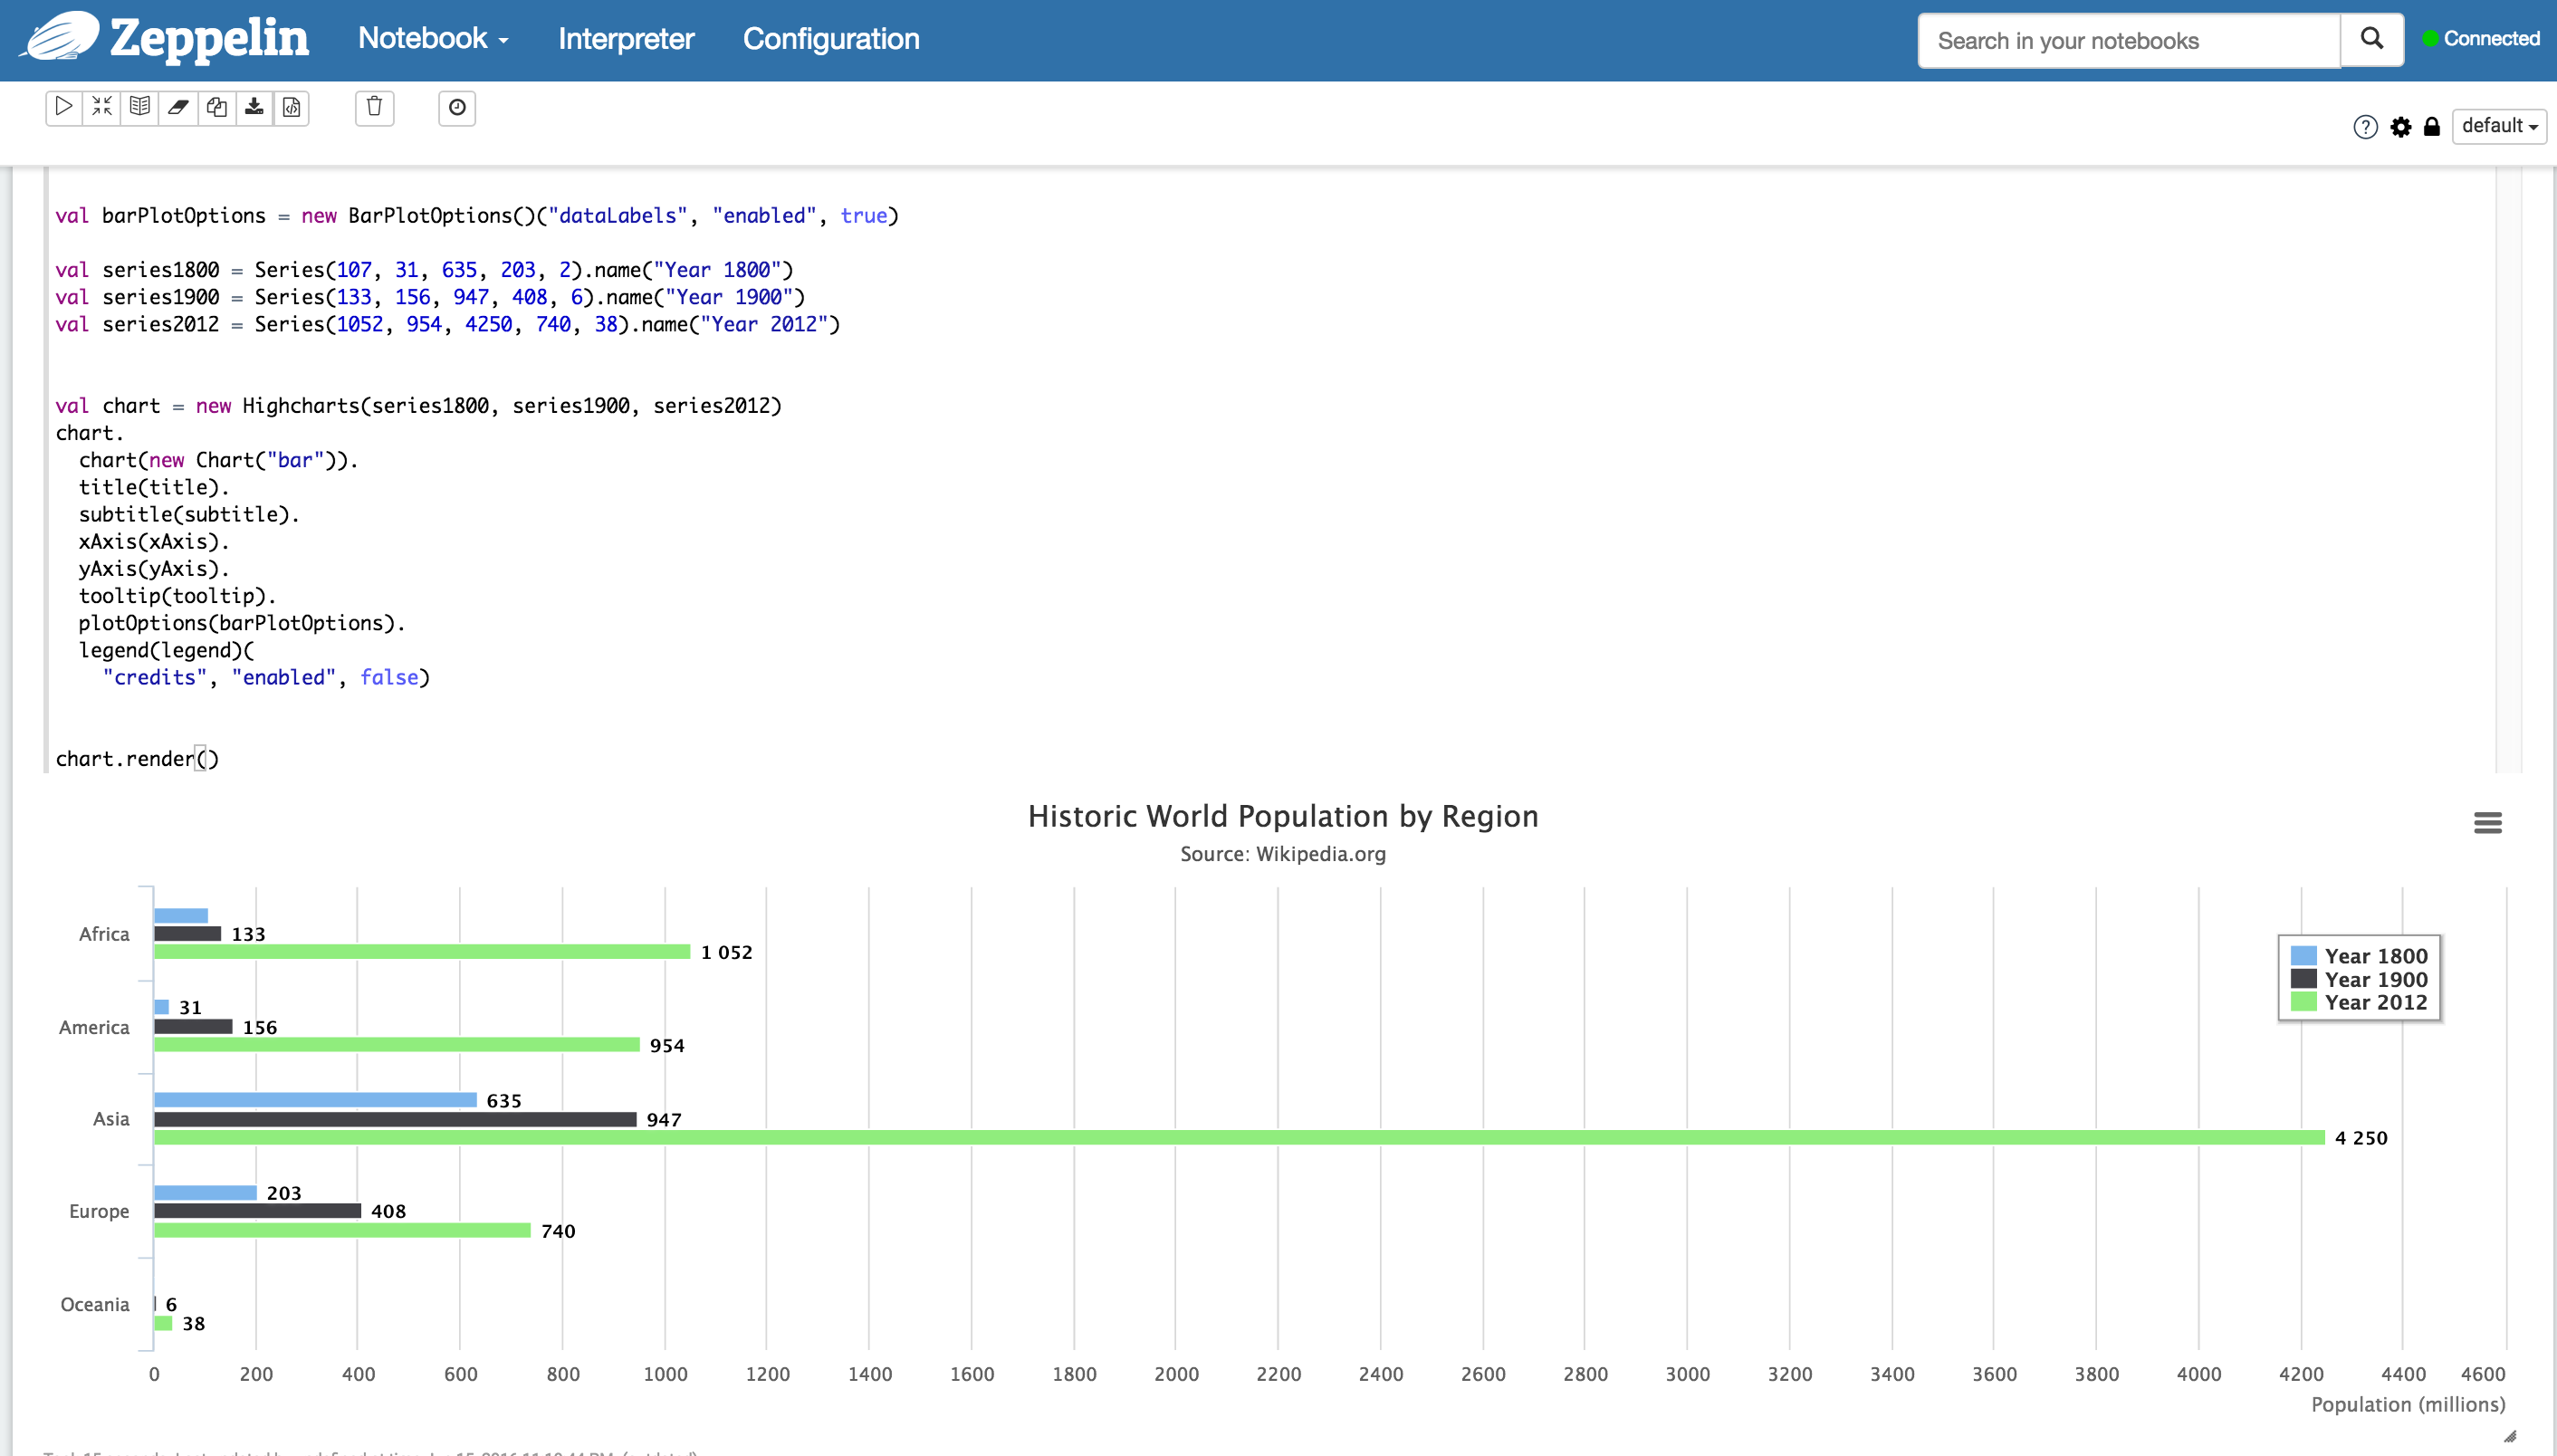 Zeppelin Notebook Interpreter Configuration Search in your notebooks Connected
default
val barPlotOptions = new BarPlotOptions()("dataLabels", "enabled", true)
val series1800 = Series(107, 31, 635, 203, 2).name("Year 1800")
val series1900 = Series(133, 156, 947, 408, 6).name("Year 1900")
val series2012 = Series(1052, 954, 4250, 740, 38).name("Year 2012")
val chart = new Highcharts(series1800, series1900, series2012)
chart.
chart(new Chart("bar")).
title(title).
subtitle(subtitle).
xAxis(xAxis).
yAxis(yAxis).
tooltip(tooltip).
plotOptions(barPlotOptions).
legend(legend)(
"credits", "enabled", false)
chart.render()
Historic World Population by Region
Source: Wikipedia.org
Africa
133
1 052
Year 1800
Year 1900
Year 2012
31
America
156
954
635
Asia
947
4 250
203
Europe
408
740
Oceania
6
38
0 200 400 600 800 1000 1200 1400 1600 1800 2000 2200 2400 2600 2800 3000 3200 3400 3600 3800 4000 4200 4400 4600
Population (millions)